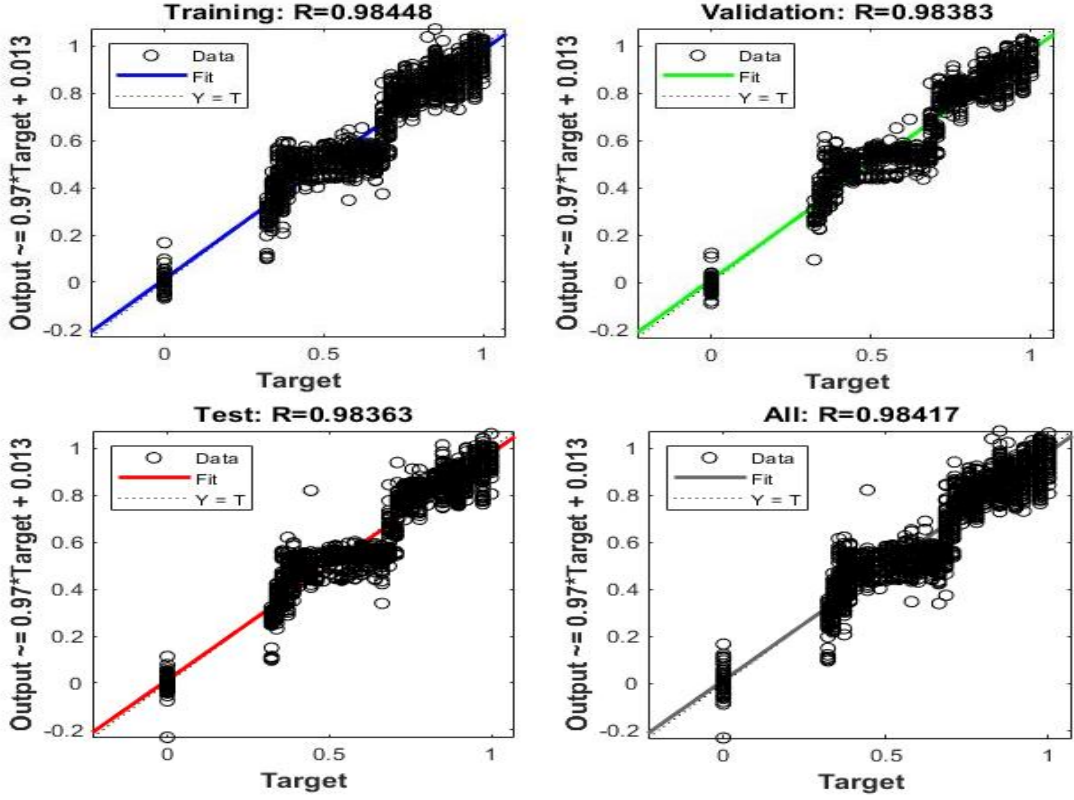 Training: R=0.98448
Output ~= 0.97*Target + 0.013
1
0.8
0.6
0.4
0.2
0
-0.2
Data
Fit
Y = T
0
0.5
1
Target
Validation: R=0.98383
Output ~= 0.97*Target + 0.013
1
0.8
0.6
0.4
0.2
0
-0.2
Data
Fit
Y = T
0
0.5
1
Target
Test: R=0.98363
Output ~= 0.97*Target + 0.013
1
0.8
0.6
0.4
0.2
0
-0.2
Data
Fit
Y = T
0
0.5
1
Target
All: R=0.98417
Output ~= 0.97*Target + 0.013
1
0.8
0.6
0.4
0.2
0
-0.2
Data
Fit
Y = T
0
0.5
1
Target